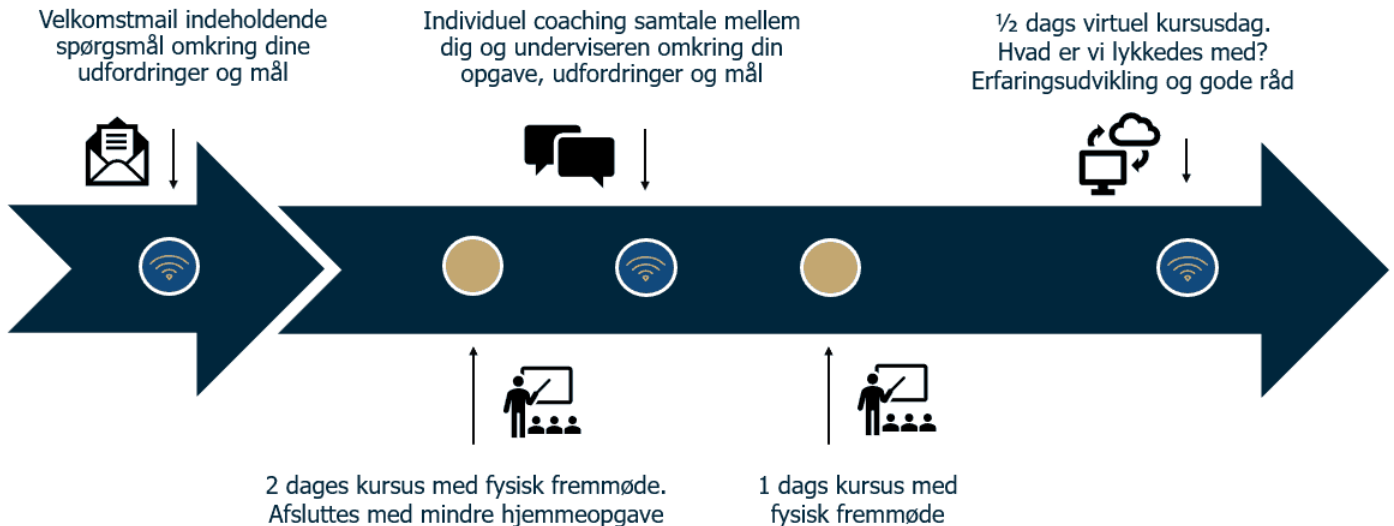 Velkomstmail indeholdende
spørgsmål omkring dine
udfordringer og mål
Individuel coaching samtale mellem
dig og underviseren omkring din
opgave, udfordringer og mål
½ dags virtuel kursusdag.
Hvad er vi lykkedes med?
Erfaringsudvikling og gode råd
2 dages kursus med fysisk fremmøde.
Afsluttes med mindre hjemmeopgave
1 dags kursus med
fysisk fremmøde